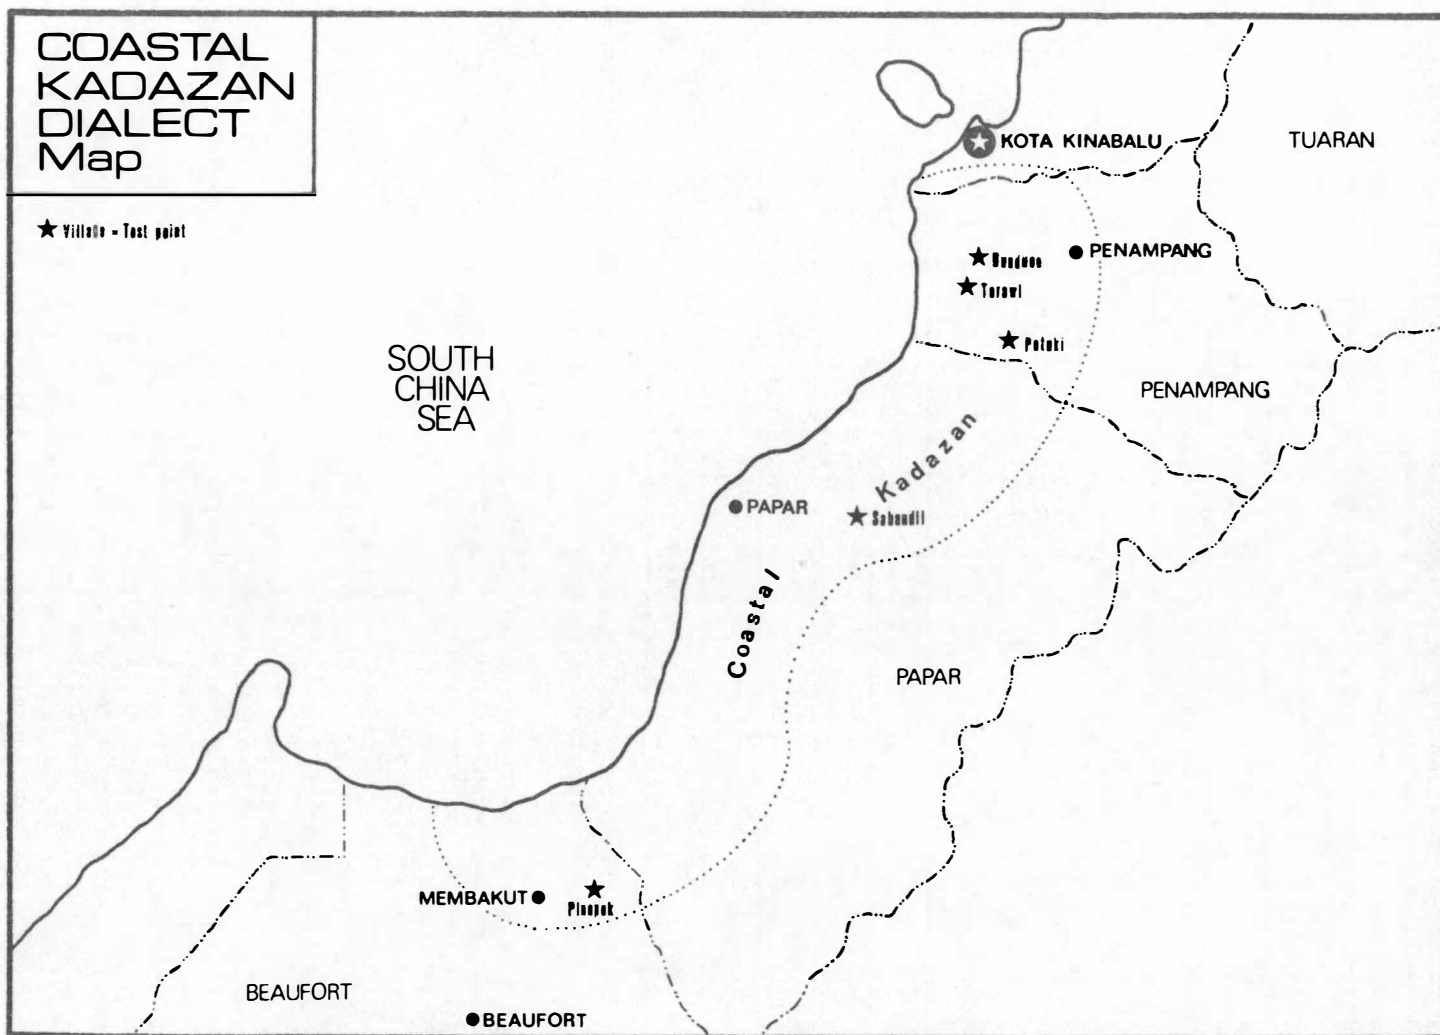 COASTAL
KADAZAN
DIALECT
Map
Village = Test point
KOTA KINABALU
TUARAN
PENAMPANG
SOUTH
CHINA
SEA
PENAMPANG
Kadazan
PAPAR
Coastal
PAPAR
MEMBAKUT
BEAUFORT
BEAUFORT